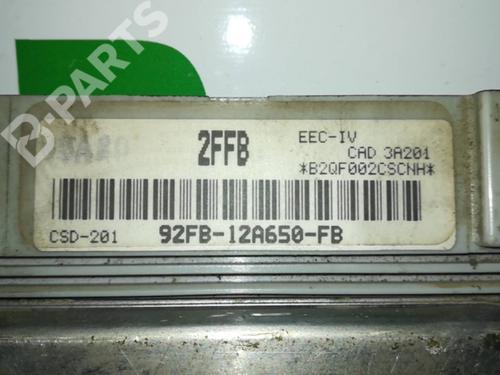 B-PARTS
2FFB
EEC-IV
CAD 3A201
*B2QF002CSCNH*
CSD-201
92FB-12A650-FB